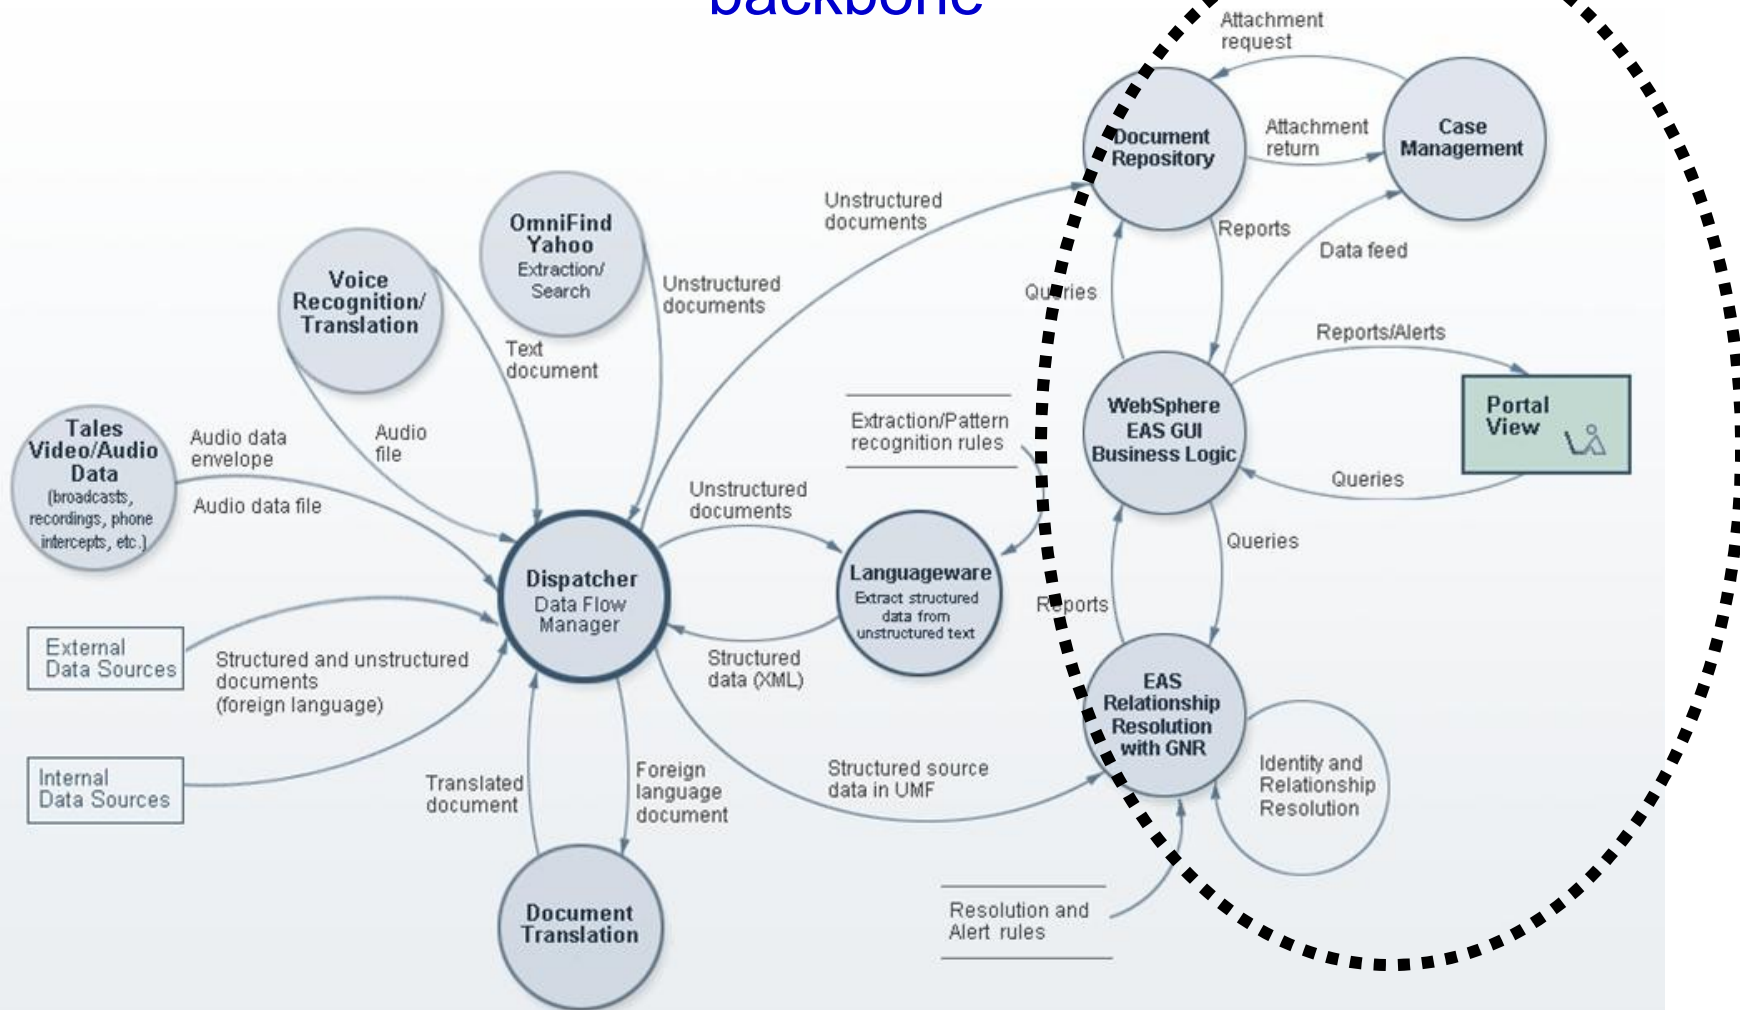 backbone
Attachment
request
Document
Repository
Attachment
return
Case
Management
OmniFind
Yahoo
Extraction/
Search
Unstructured
documents
Unstructured
documents
Reports
Data feed
Queries
Voice
Recognition/
Translation
Text
document
Reports/Alerts
Tales
Video/Audio
Data
(broadcasts,
recordings, phone
intercepts, etc.)
Audio data
envelope
Audio data file
Audio
file
Extraction/Pattern
recognition rules
WebSphere
EAS GUI
Business Logic
Portal
View
Queries
Unstructured
documents
Queries
Dispatcher
Data Flow
Manager
Languageware
Extract structured
data from
unstructured text
Reports
External
Data Sources
Structured and unstructured
documents
(foreign language)
Structured
data (XML)
EAS
Relationship
Resolution
with GNR
Internal
Data Sources
Translated
document
Foreign
language
document
Structured source
data in UMF
Identity and
Relationship
Resolution
Document
Translation
Resolution and
Alert rules